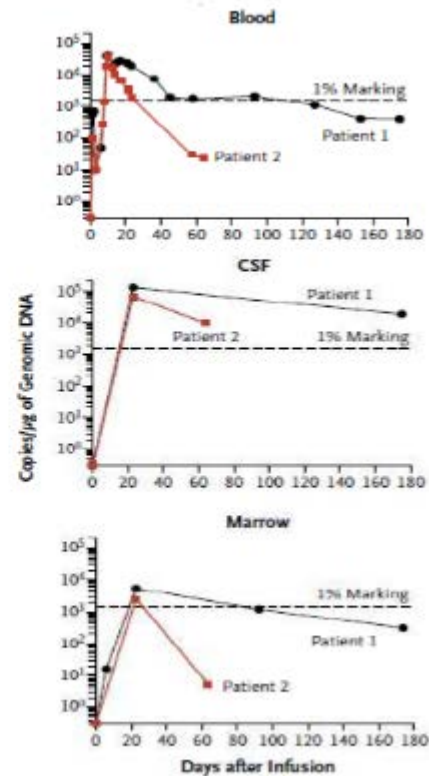 Blood
10⁵
10⁴
10³
10²
10¹
10⁰
1% Marking
Patient 1
Patient 2
0 20 40 60 80 100 120 140 160 180
CSF
10⁵
10⁴
10³
10²
10¹
10⁰
Patient 1
Patient 2
1% Marking
0 20 40 60 80 100 120 140 160 180
Copies/μg of Genomic DNA
Marrow
10⁵
10⁴
10³
10²
10¹
10⁰
1% Marking
Patient 1
Patient 2
0 20 40 60 80 100 120 140 160 180
Days after Infusion